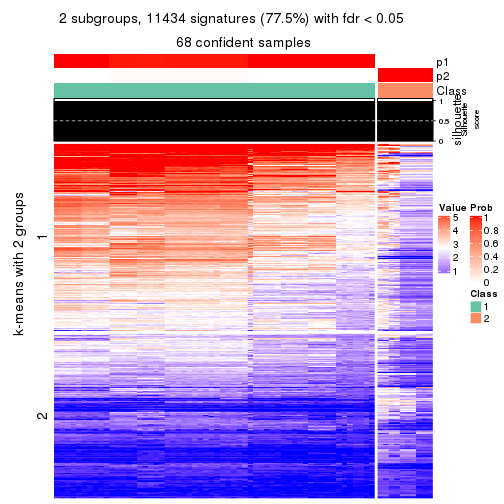 2 subgroups, 11434 signatures (77.5%) with fdr < 0.05
68 confident samples
p1
p2
Class
1
0.5
0
silhouette
Silhouette
score
k-means with 2 groups
1
2
Value
5
4
3
2
1
Prob
1
0.8
0.6
0.4
0.2
0
Class
1
2